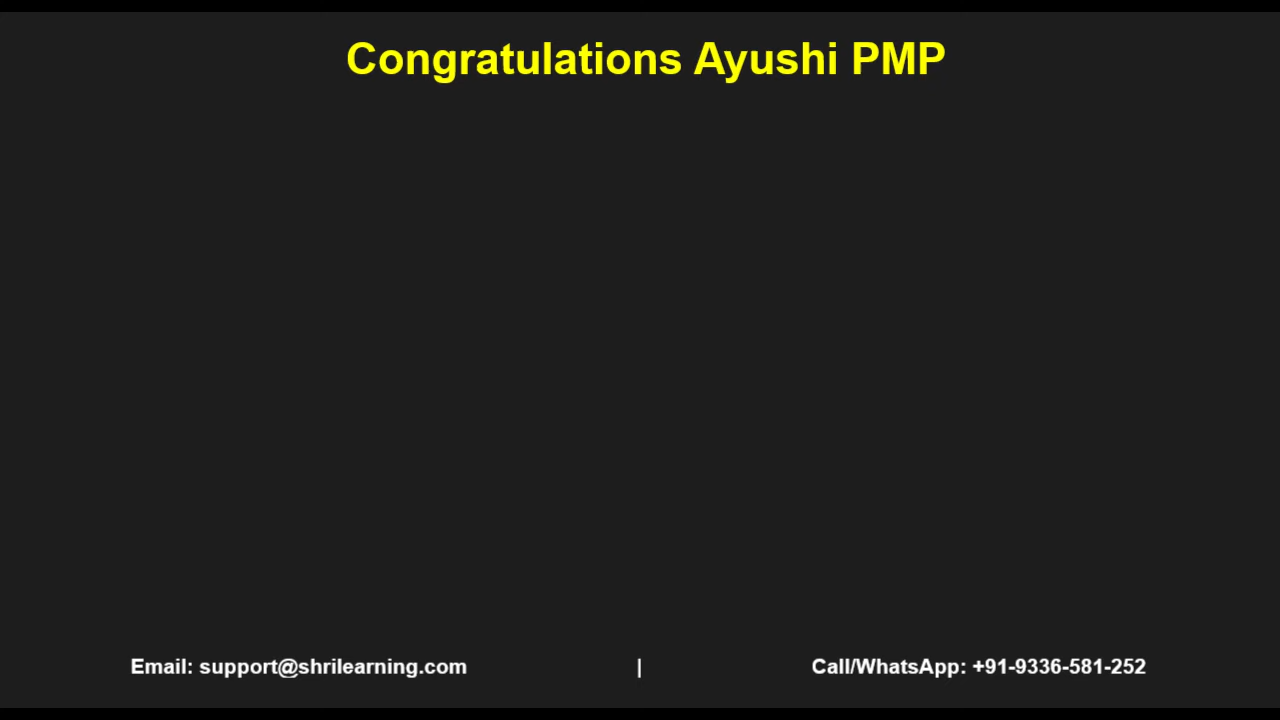 Congratulations Ayushi PMP
Email: support@shrilearning.com | Call/WhatsApp: +91-9336-581-252